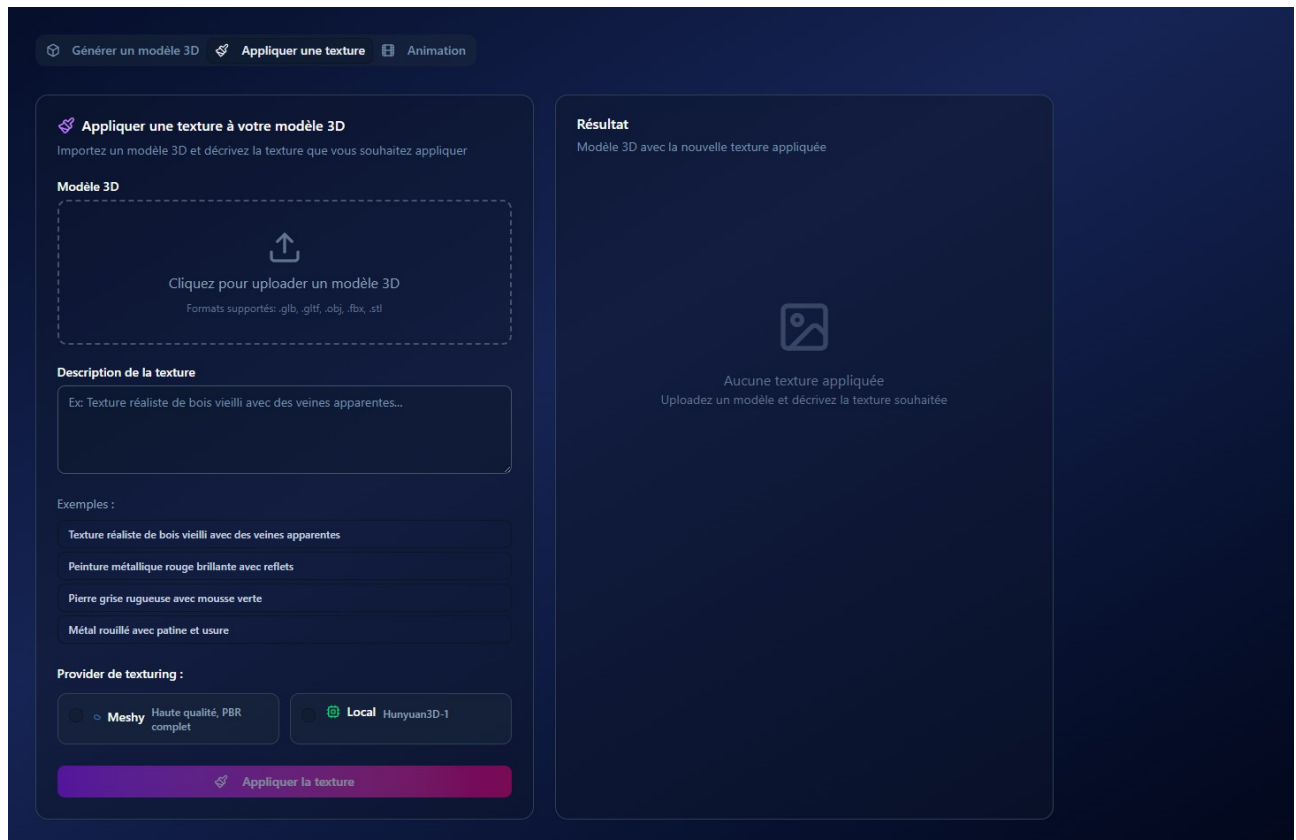 Générer un modèle 3D
Appliquer une texture
Animation
Appliquer une texture à votre modèle 3D
Importez un modèle 3D et décrivez la texture que vous souhaitez appliquer
Modèle 3D
Cliquez pour uploader un modèle 3D
Formats supportés: .glb, .gltf, .obj, .fbx, .stl
Description de la texture
Ex: Texture réaliste de bois vieilli avec des veines apparentes...
Exemples :
Texture réaliste de bois vieilli avec des veines apparentes
Peinture métallique rouge brillante avec reflets
Pierre grise rugueuse avec mousse verte
Métal rouillé avec patine et usure
Provider de texturing :
Meshy
Haute qualité, PBR
complet
Local
Hunyuan3D-1
Appliquer la texture
Résultat
Modèle 3D avec la nouvelle texture appliquée
Aucune texture appliquée
Uploadez un modèle et décrivez la texture souhaitée